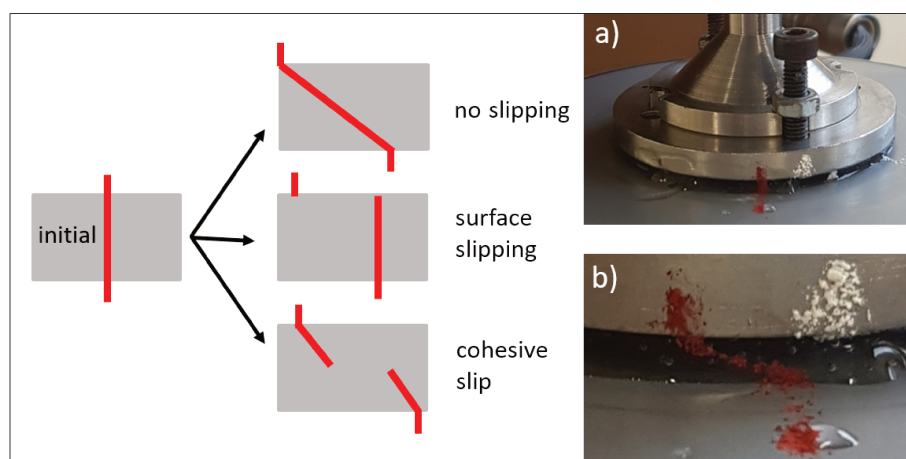 initial
no slipping
surface
slipping
cohesive
slip
a)
b)